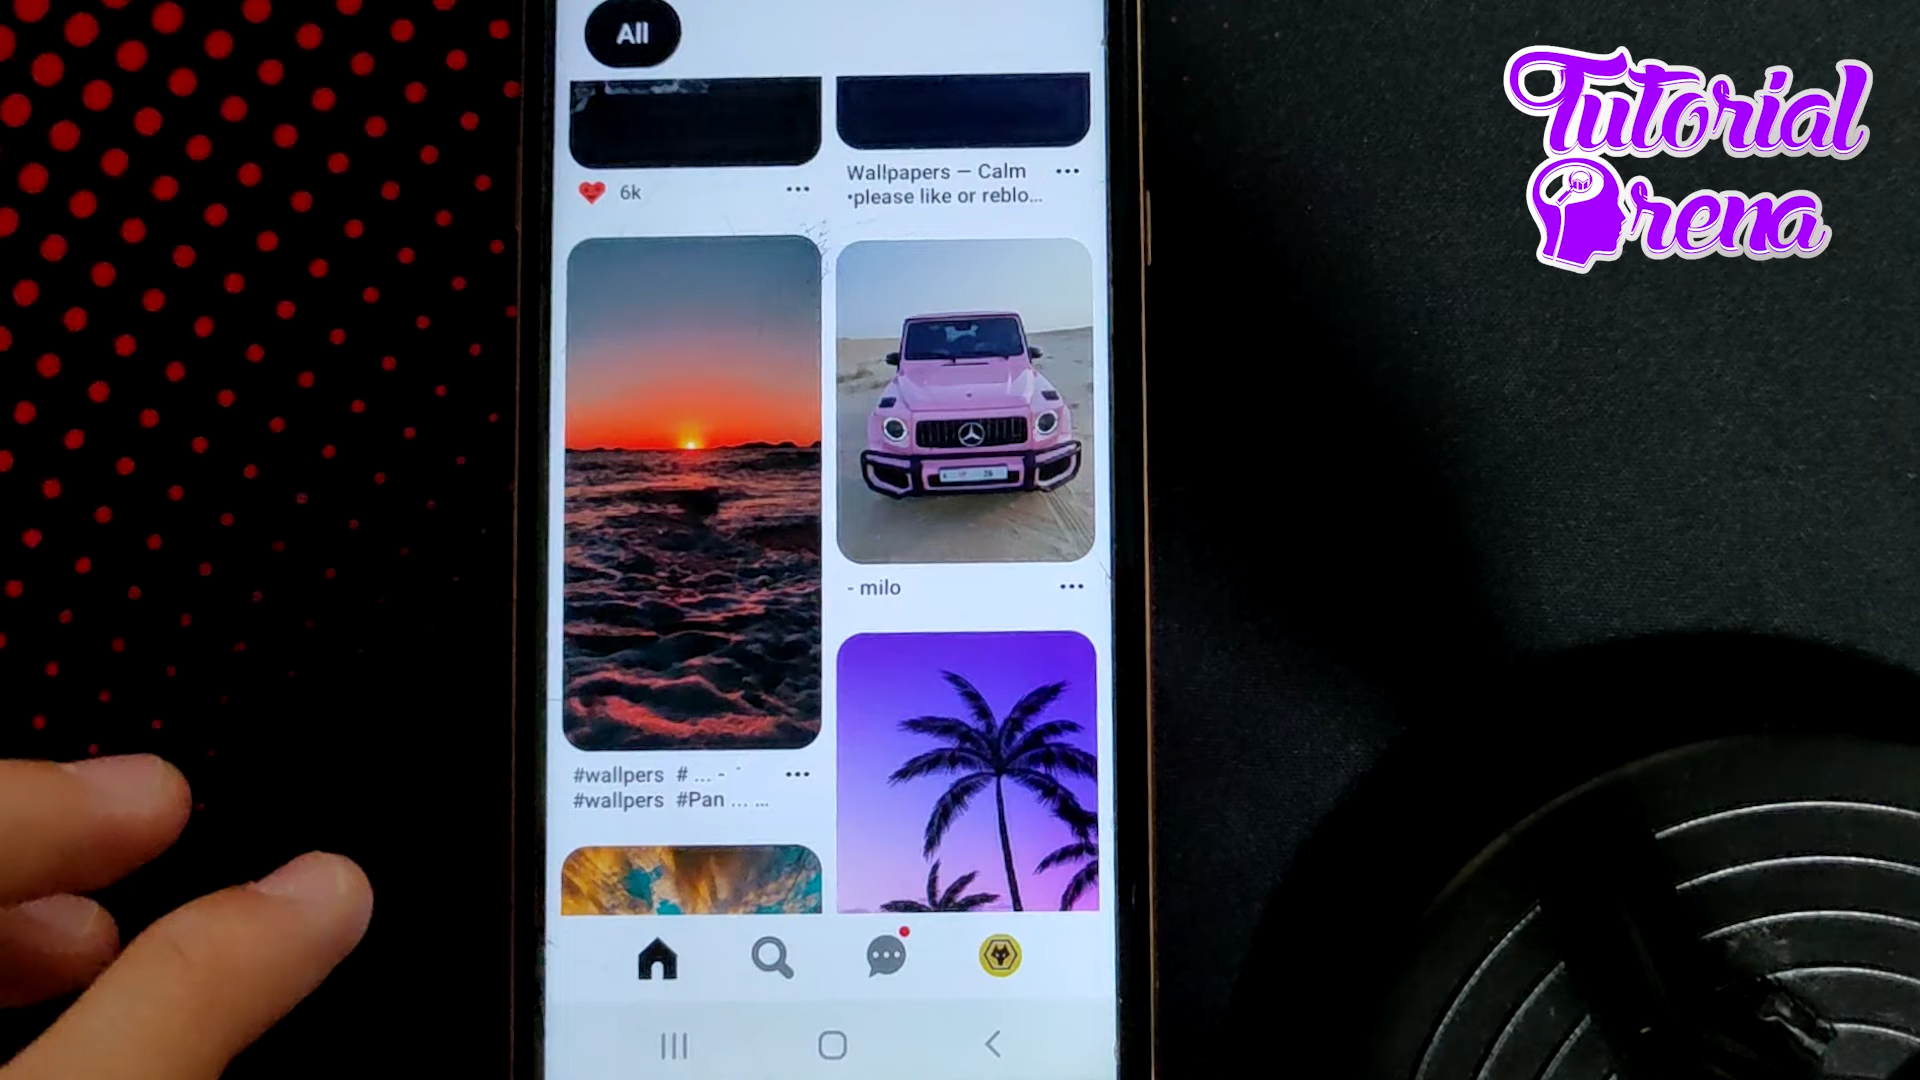 All
6k
Wallpapers — Calm
•please like or reblo...
- milo
#wallpers # ... -
#wallpers #Pan ... ...
Tutorial
Arena